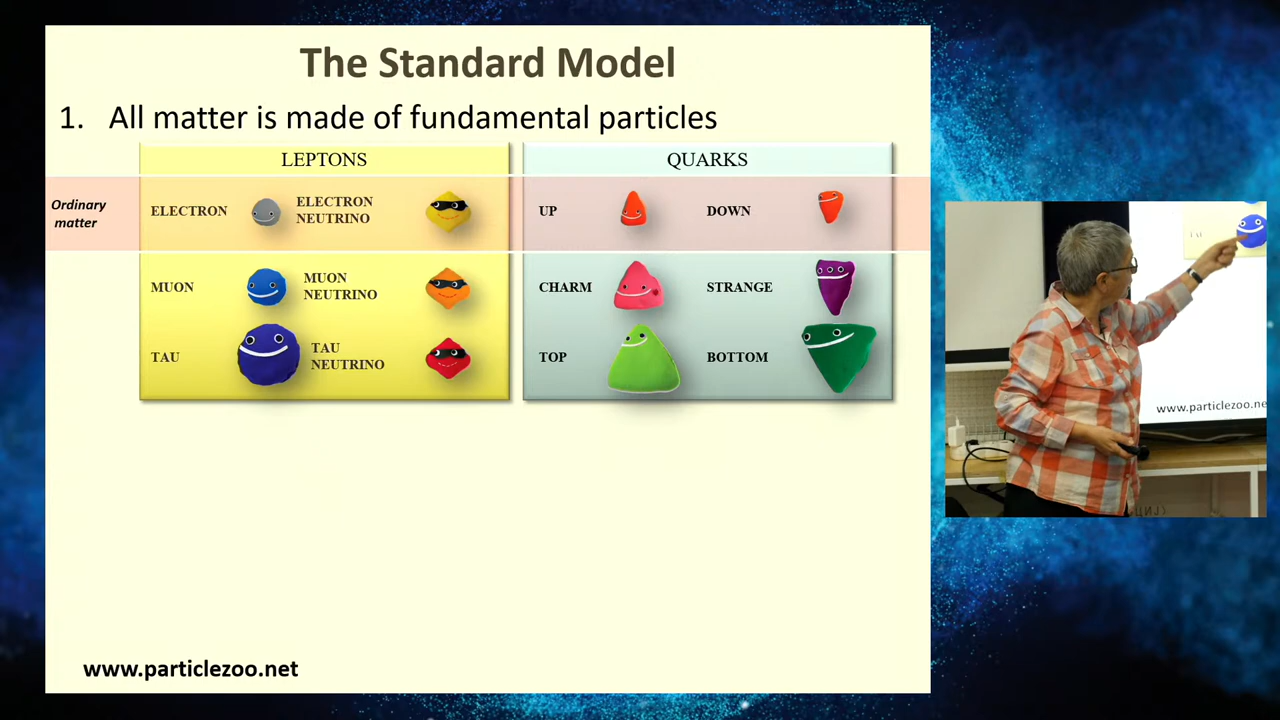 The Standard Model
1. All matter is made of fundamental particles
LEPTONS
QUARKS
Ordinary
matter
ELECTRON
ELECTRON
NEUTRINO
UP
DOWN
MUON
MUON
NEUTRINO
CHARM
STRANGE
TAU
TAU
NEUTRINO
TOP
BOTTOM
www.particlezoo.net
TAU
www.particlezoo.ne